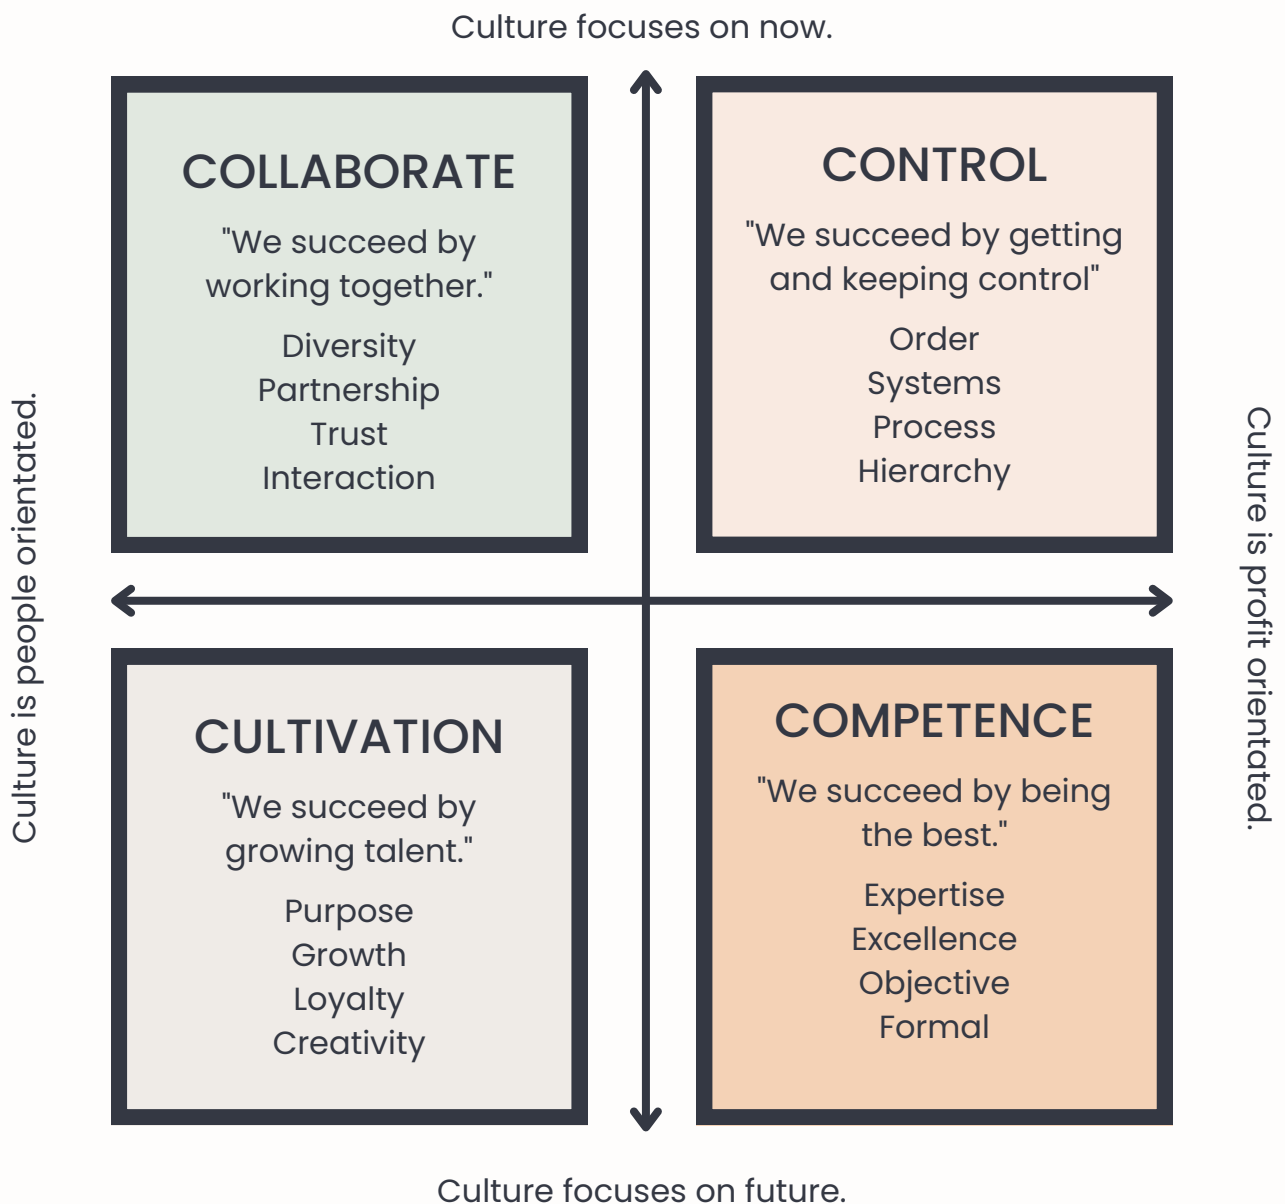 Culture focuses on now.
COLLABORATE
"We succeed by
working together."
Diversity
Partnership
Trust
Interaction
CONTROL
"We succeed by getting
and keeping control"
Order
Systems
Process
Hierarchy
Culture is people orientated.
Culture is profit orientated.
CULTIVATION
"We succeed by
growing talent."
Purpose
Growth
Loyalty
Creativity
COMPETENCE
"We succeed by being
the best."
Expertise
Excellence
Objective
Formal
Culture focuses on future.